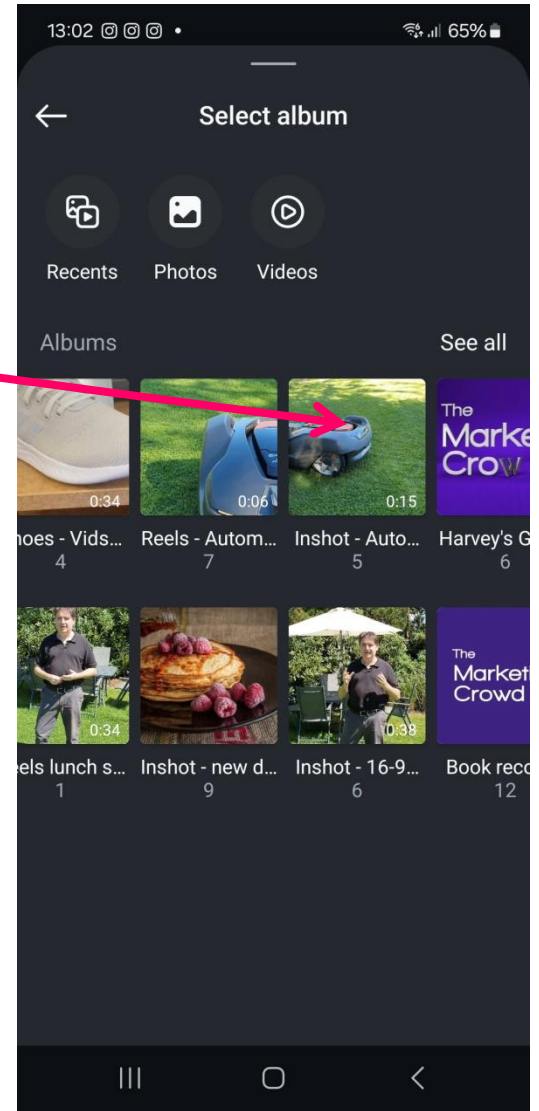 13:02 65%
Select album
Recents Photos Videos
Albums See all
0:34 0:06 0:15 The Marke Crow
hoes - Vids... Reels - Autom... Inshot - Auto... Harvey's G
4 7 5 6
0:34 0:38 The Marketi Crowd
els lunch s... Inshot - new d... Inshot - 16-9... Book reco
1 9 6 12